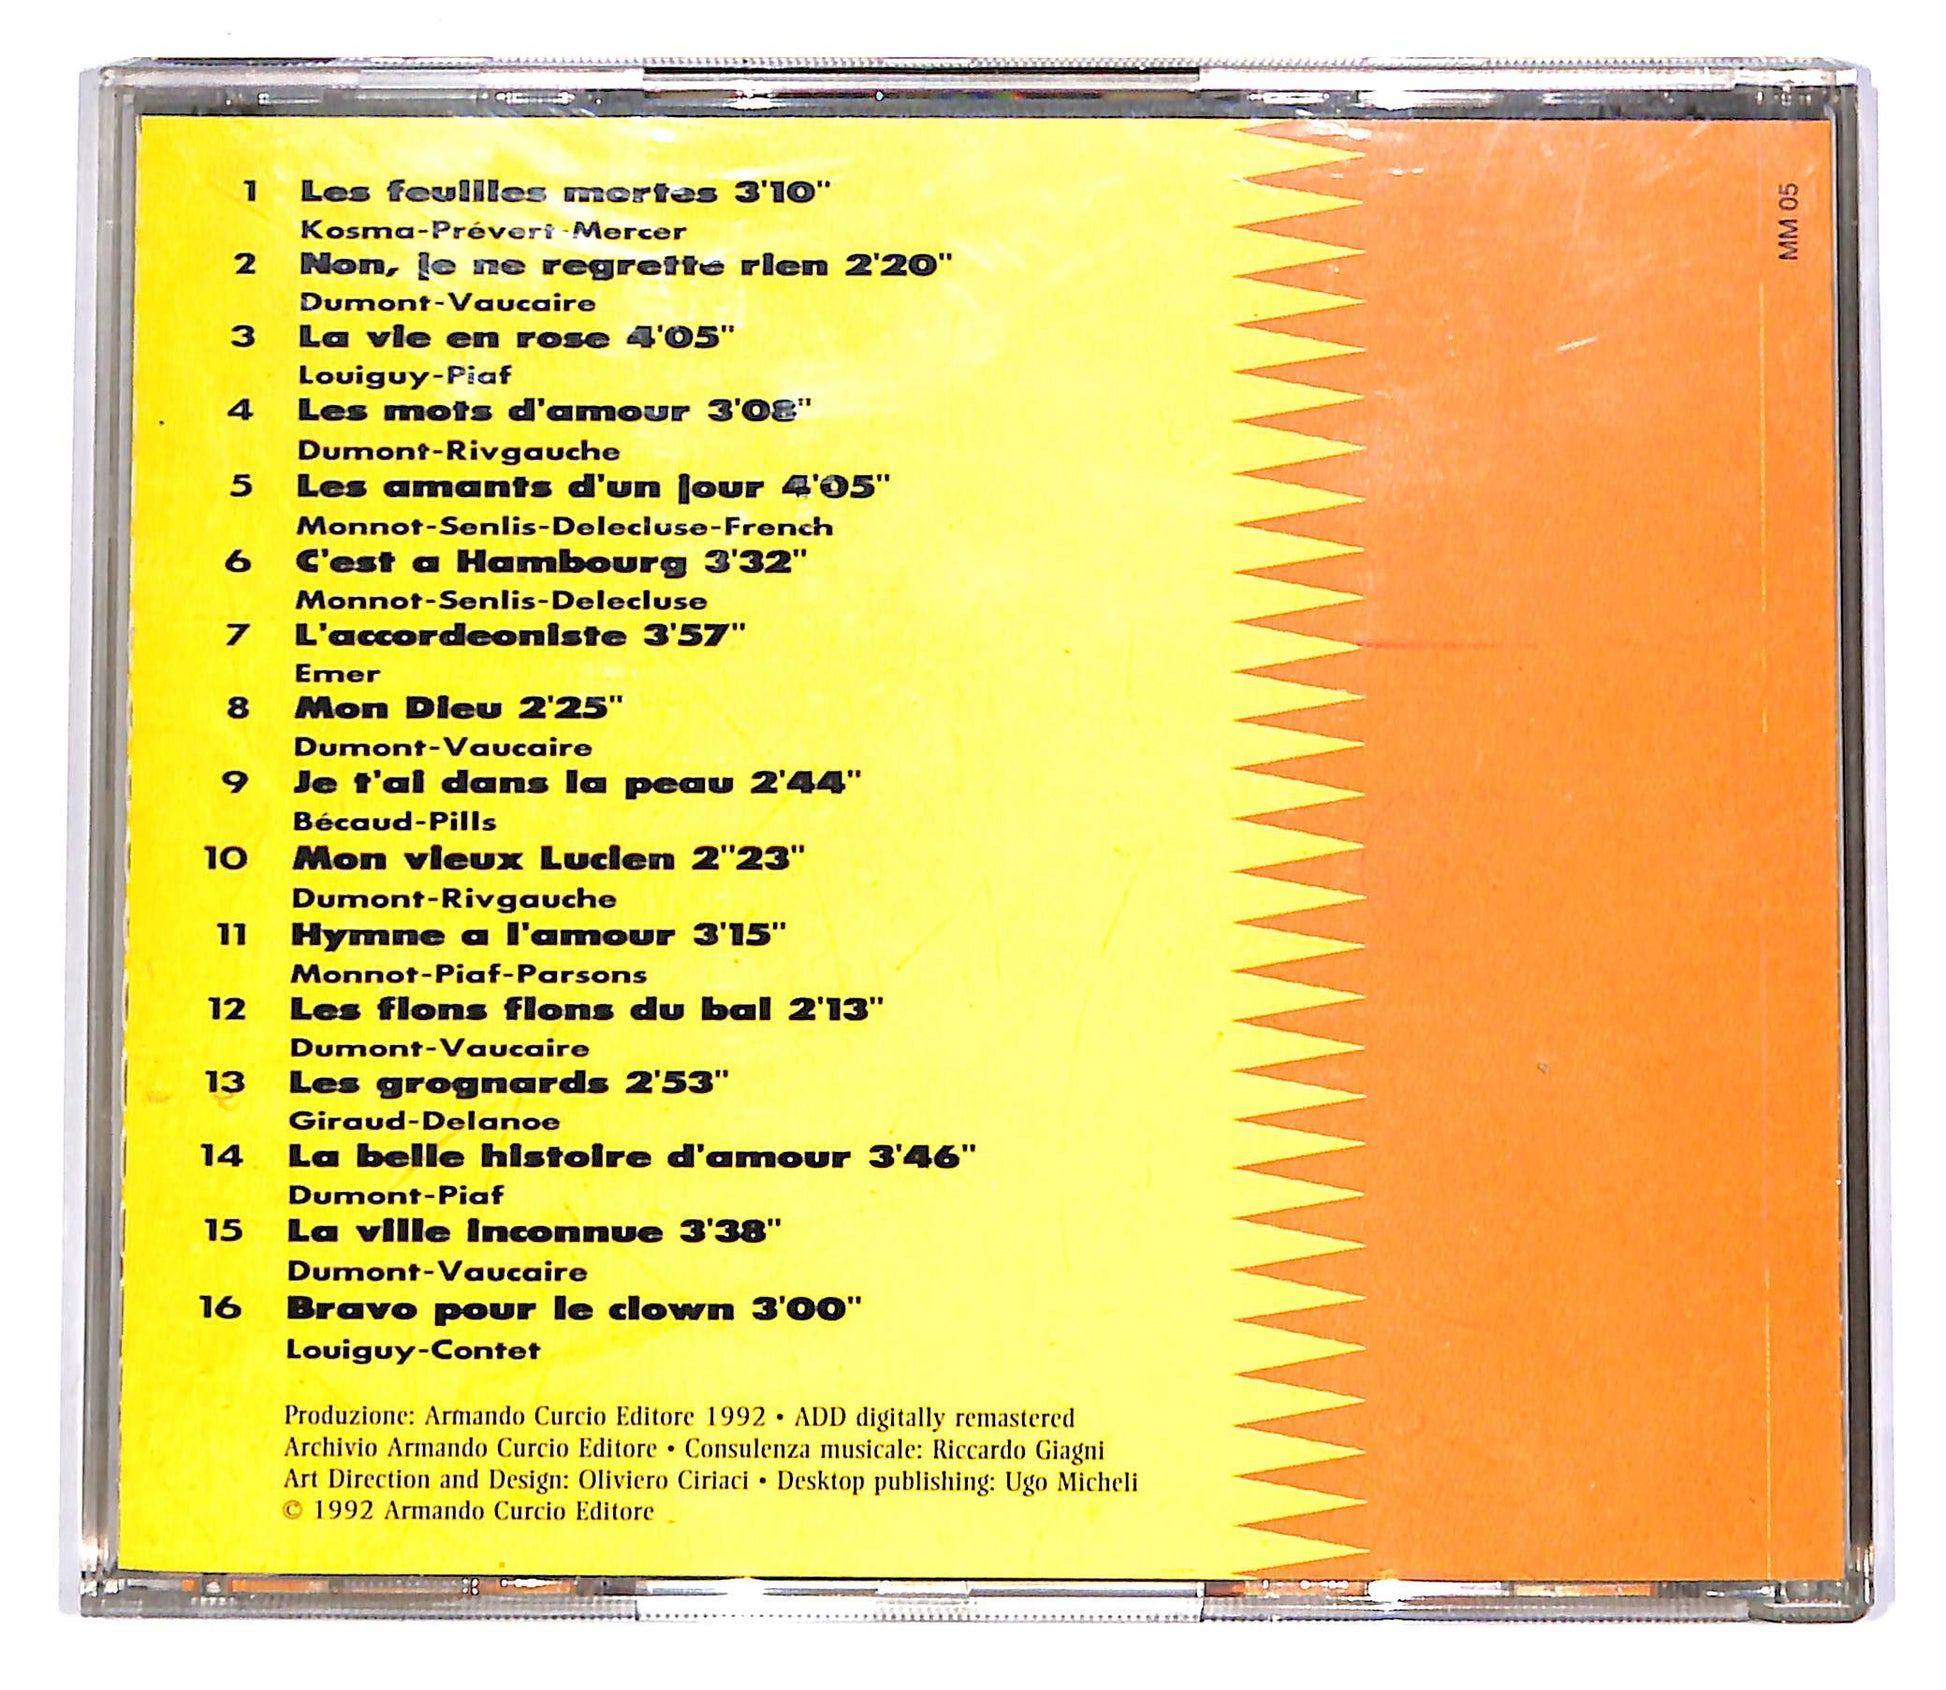 1 Les feuilles mortes 3'10"
Kosma-Prévert-Mercer
2 Non, je ne regrette rien 2'20"
Dumont-Vaucaire
3 La vie en rose 4'05"
Louiguy-Piaf
4 Les mots d'amour 3'08"
Dumont-Rivgauche
5 Les amants d'un jour 4'05"
Monnot-Senlis-Delecluse-French
6 C'est a Hambourg 3'32"
Monnot-Senlis-Delecluse
7 L'accordeoniste 3'57"
Emer
8 Mon Dieu 2'25"
Dumont-Vaucaire
9 Je t'ai dans la peau 2'44"
Bécaud-Pills
10 Mon vieux Lucien 2"23"
Dumont-Rivgauche
11 Hymne a l'amour 3'15"
Monnot-Piaf-Parsons
12 Les flons flons du bal 2'13"
Dumont-Vaucaire
13 Les grognards 2'53"
Giraud-Delanoe
14 La belle histoire d'amour 3'46"
Dumont-Piaf
15 La ville inconnue 3'38"
Dumont-Vaucaire
16 Bravo pour le clown 3'00"
Louiguy-Contet
Produzione: Armando Curcio Editore 1992 • ADD digitally remastered
Archivio Armando Curcio Editore • Consulenza musicale: Riccardo Giagni
Art Direction and Design: Oliviero Ciriaci • Desktop publishing: Ugo Micheli
© 1992 Armando Curcio Editore
MM 05